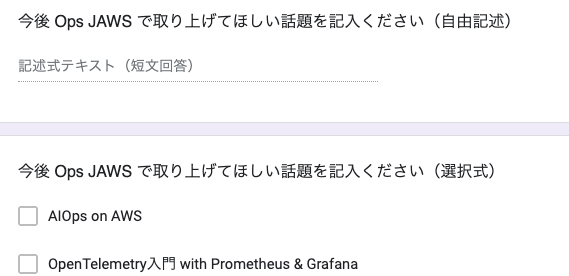 今後 Ops JAWS で取り上げてほしい話題を記入ください（自由記述）
記述式テキスト（短文回答）
今後 Ops JAWS で取り上げてほしい話題を記入ください（選択式）
AIOps on AWS
OpenTelemetry入門 with Prometheus & Grafana